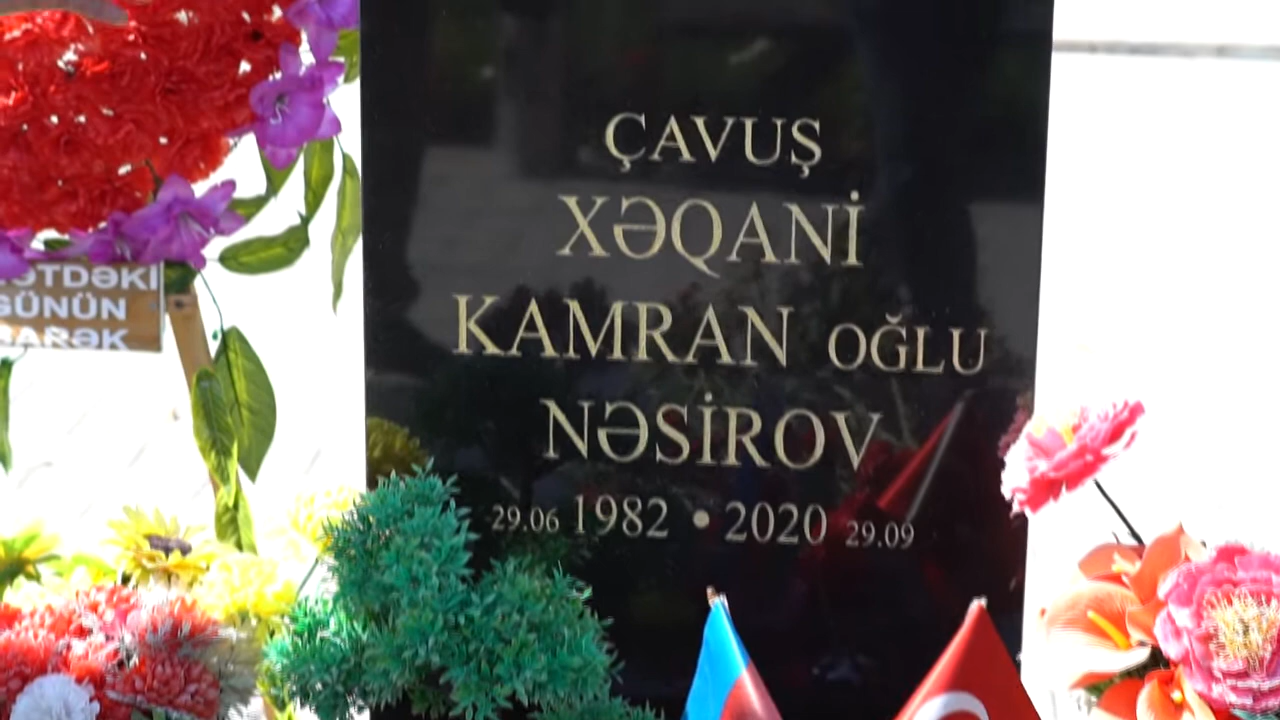 ÇAVUŞ
XƏQANİ
KAMRAN OĞLU
NƏSİROV
29.06 1982 • 2020 29.09
GÜNÜN